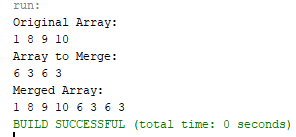 run:
Original Array:
1 8 9 10
Array to Merge:
6 3 6 3
Merged Array:
1 8 9 10 6 3 6 3
BUILD SUCCESSFUL (total time: 0 seconds)